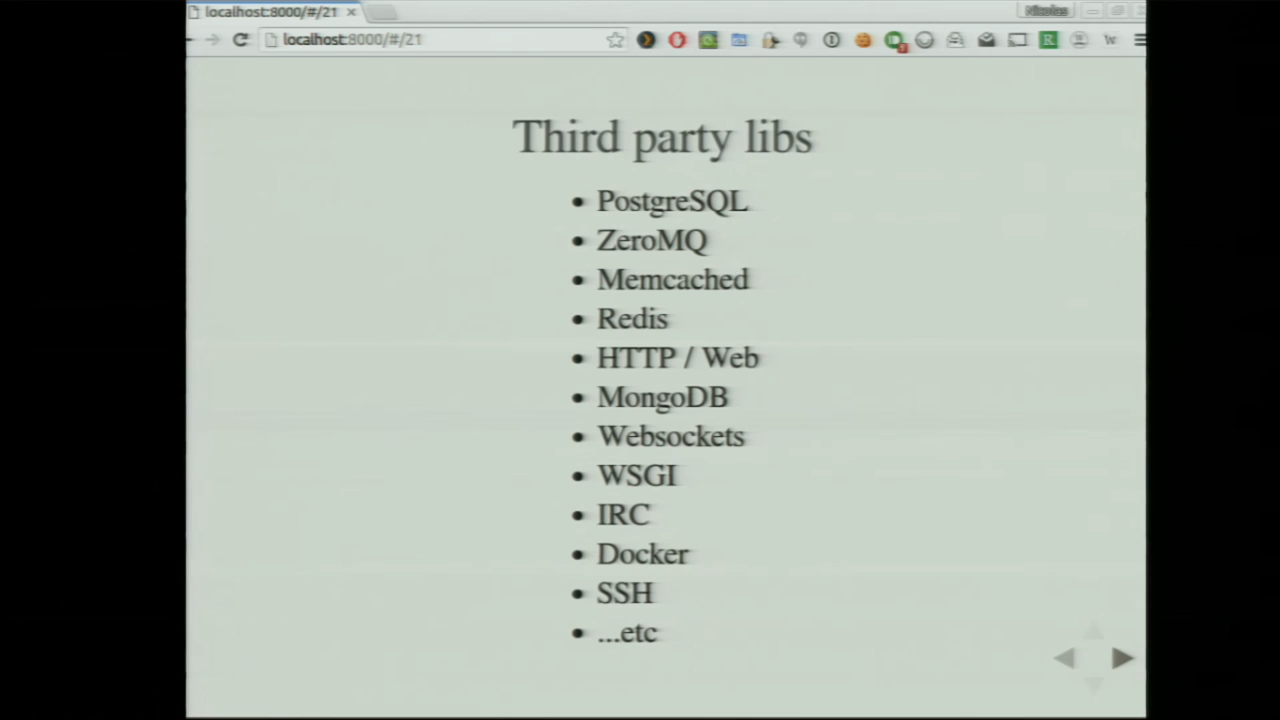 localhost:8000/#/21
Nicolas
localhost:8000/#/21
Third party libs
PostgreSQL
ZeroMQ
Memcached
Redis
HTTP / Web
MongoDB
Websockets
WSGI
IRC
Docker
SSH
...etc